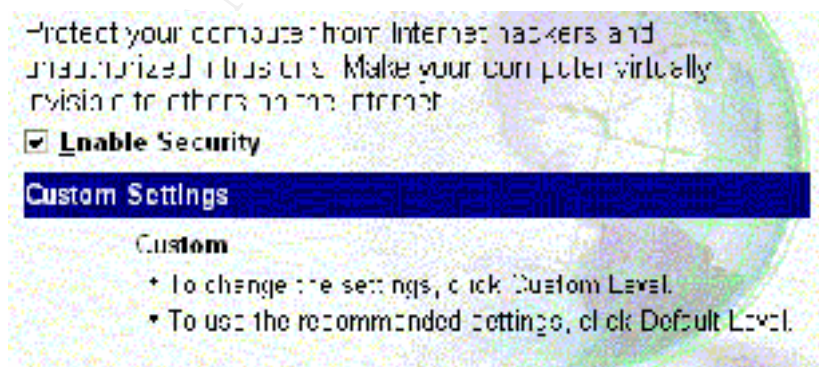 Protect your computer from Internet hackers and
unauthorized intrusions. Make your computer virtually
invisible to others on the Internet.
Enable Security
Custom Settings
Custom
• To change the settings, click Custom Level.
• To use the recommended settings, click Default Level.